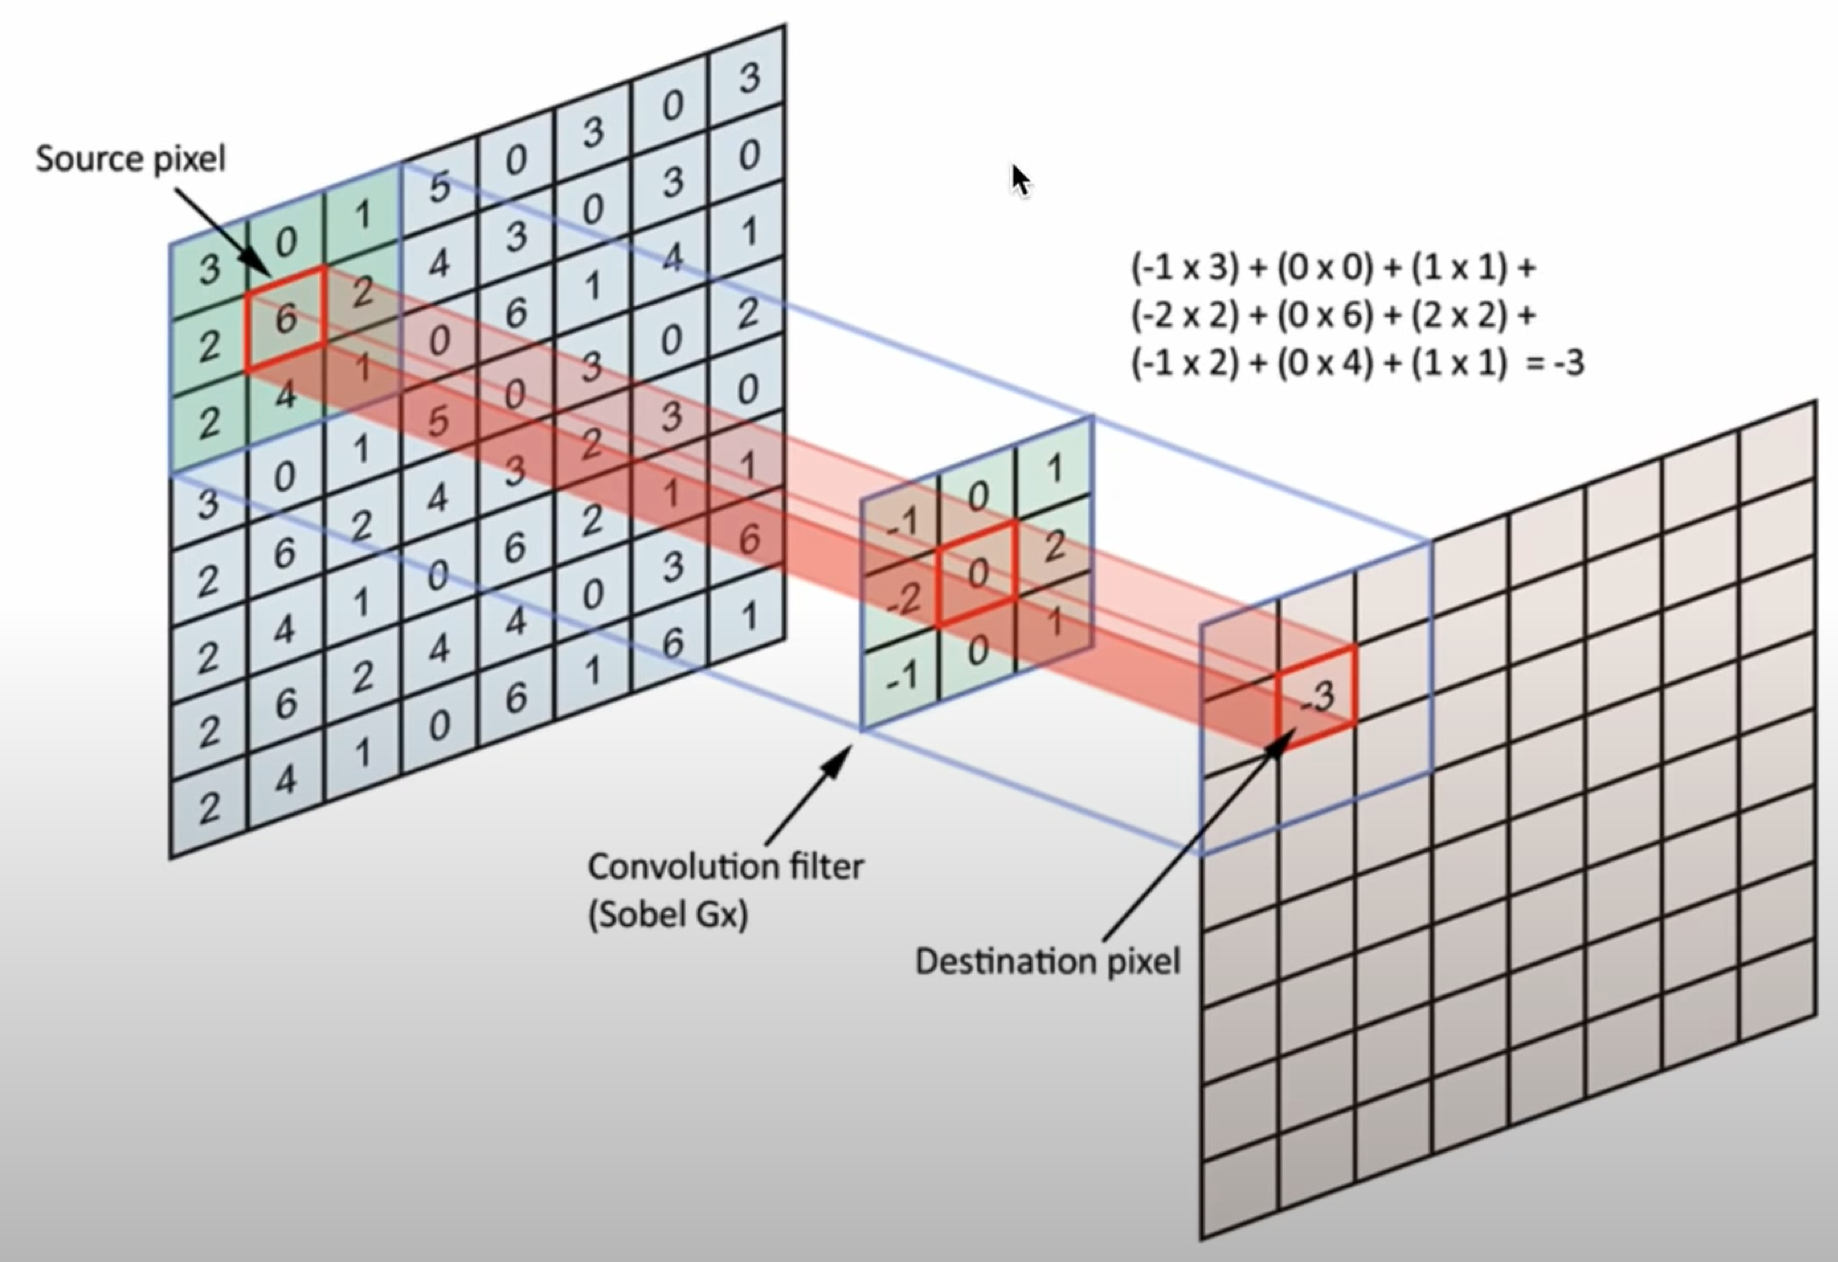 Source pixel
3 0 1 5 0 3 0 3
2 6 2 4 3 0 3 0
2 4 1 0 6 1 4 1
3 0 1 5 0 3 0 2
2 6 2 4 3 2 3 0
2 4 1 0 6 2 1 1
2 6 2 4 4 0 3 6
2 4 1 0 6 1 6 1
(-1 x 3) + (0 x 0) + (1 x 1) +
(-2 x 2) + (0 x 6) + (2 x 2) +
(-1 x 2) + (0 x 4) + (1 x 1) = -3
-1 0 1
-2 0 2
-1 0 1
-3
Convolution filter
(Sobel Gx)
Destination pixel